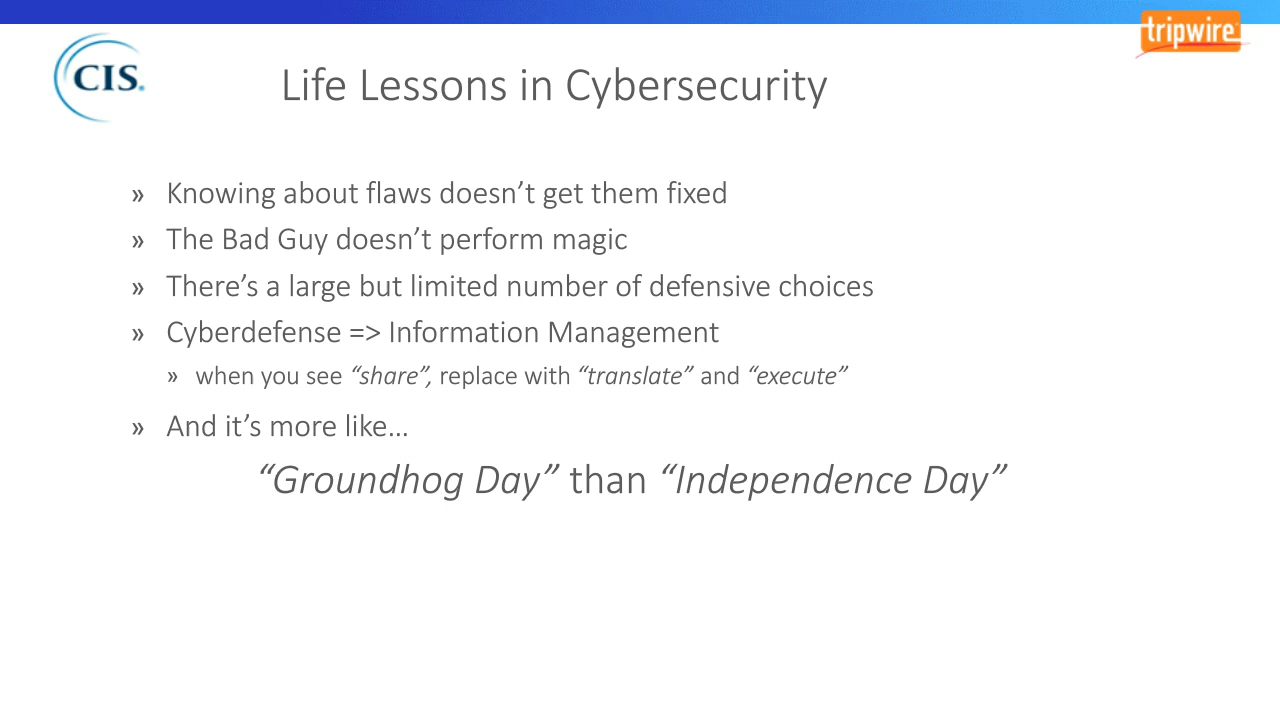 tripwire
CIS.
Life Lessons in Cybersecurity
» Knowing about flaws doesn’t get them fixed
» The Bad Guy doesn’t perform magic
» There’s a large but limited number of defensive choices
» Cyberdefense => Information Management
» when you see “share”, replace with “translate” and “execute”
» And it’s more like…
“Groundhog Day” than “Independence Day”